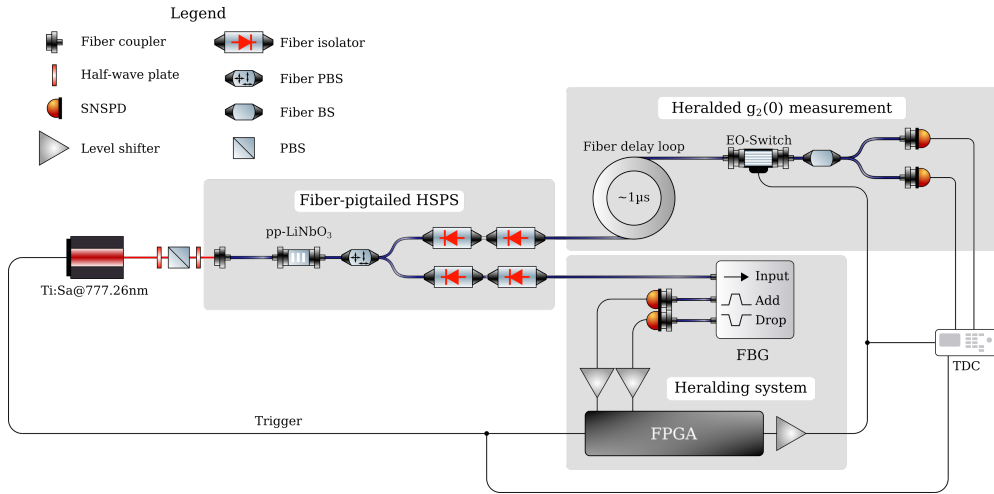 Legend
Fiber coupler
Fiber isolator
Half-wave plate
Fiber PBS
SNSPD
Fiber BS
Level shifter
PBS
Heralded g₂(0) measurement
Fiber delay loop
EO-Switch
~1μs
Fiber-pigtailed HSPS
pp-LiNbO₃
Ti:Sa@777.26nm
Input
Add
Drop
FBG
TDC
Heralding system
Trigger
FPGA